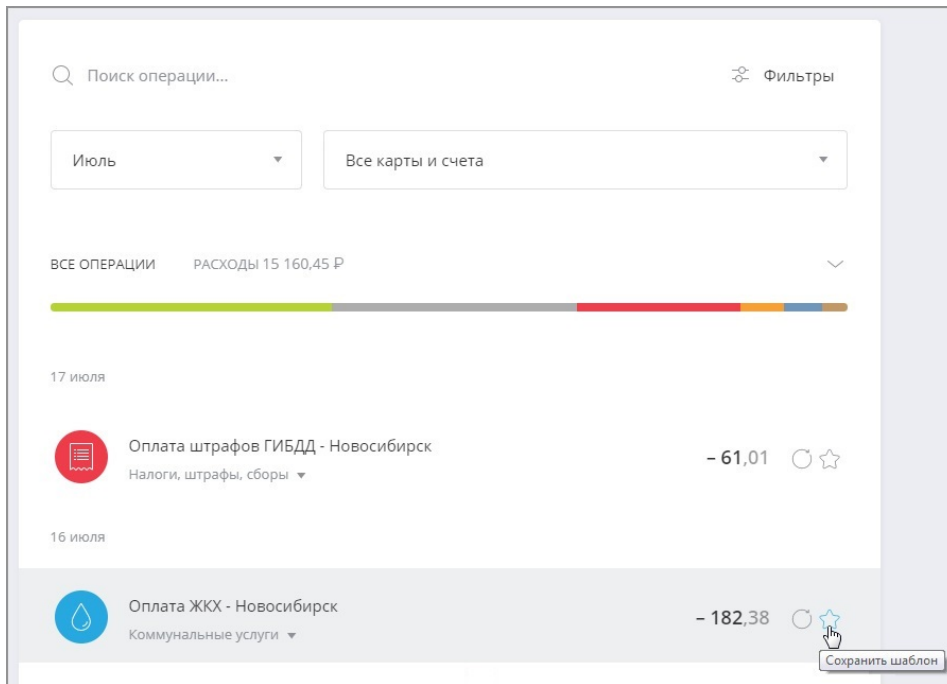 Поиск операции...
Фильтры
Июль
Все карты и счета
ВСЕ ОПЕРАЦИИ РАСХОДЫ 15 160,45 ₽
17 июля
Оплата штрафов ГИБДД - Новосибирск
– 61,01
Налоги, штрафы, сборы
16 июля
Оплата ЖКХ - Новосибирск
– 182,38
Коммунальные услуги
Сохранить шаблон